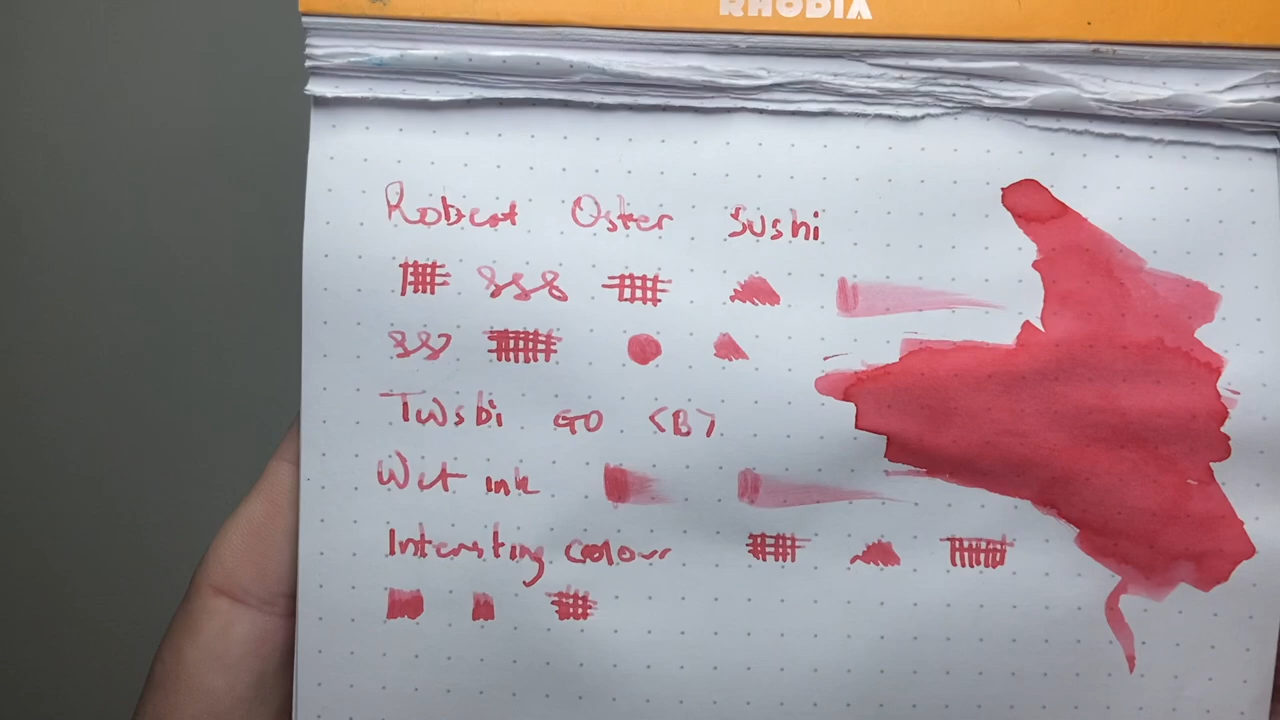 RHODIA
Robert Oster Sushi
Twsbi GO <B>
Wet ink
Interesting colour